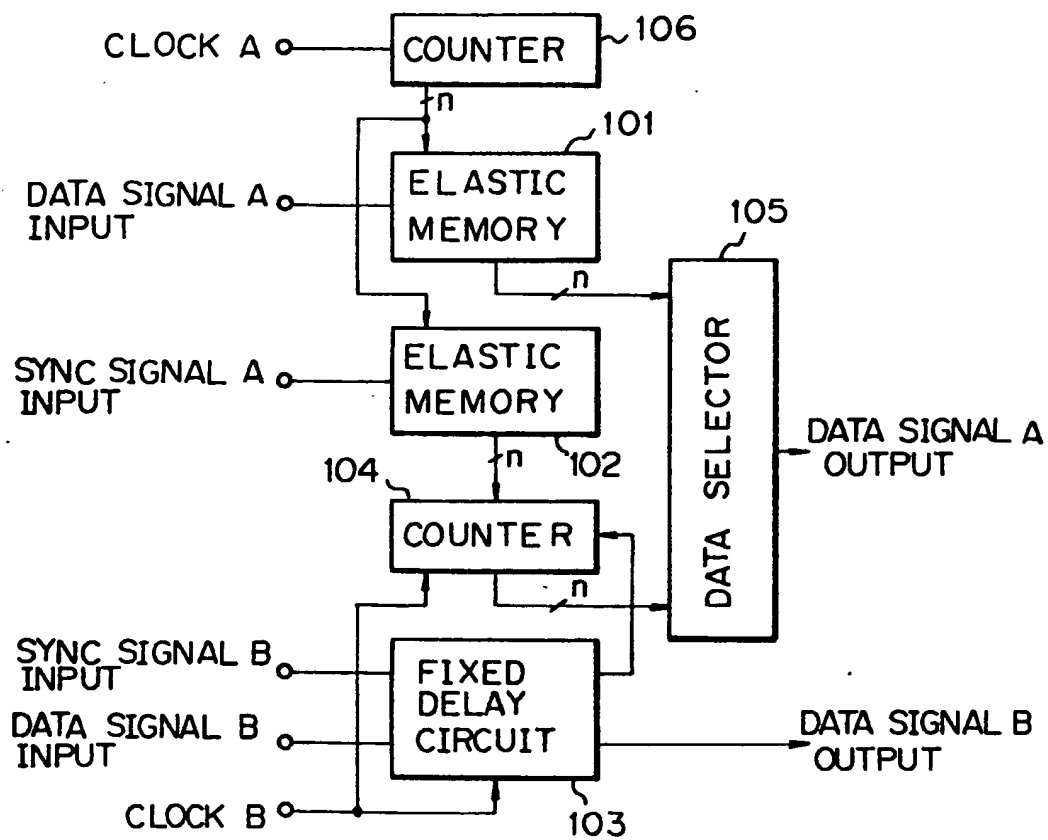 CLOCK A
COUNTER
106
n
101
DATA SIGNAL A
INPUT
ELASTIC
MEMORY
105
n
SYNC SIGNAL A
INPUT
ELASTIC
MEMORY
DATA SELECTOR
DATA SIGNAL A
OUTPUT
n
102
104
COUNTER
n
SYNC SIGNAL B
INPUT
FIXED
DELAY
CIRCUIT
DATA SIGNAL B
INPUT
DATA SIGNAL B
OUTPUT
CLOCK B
103